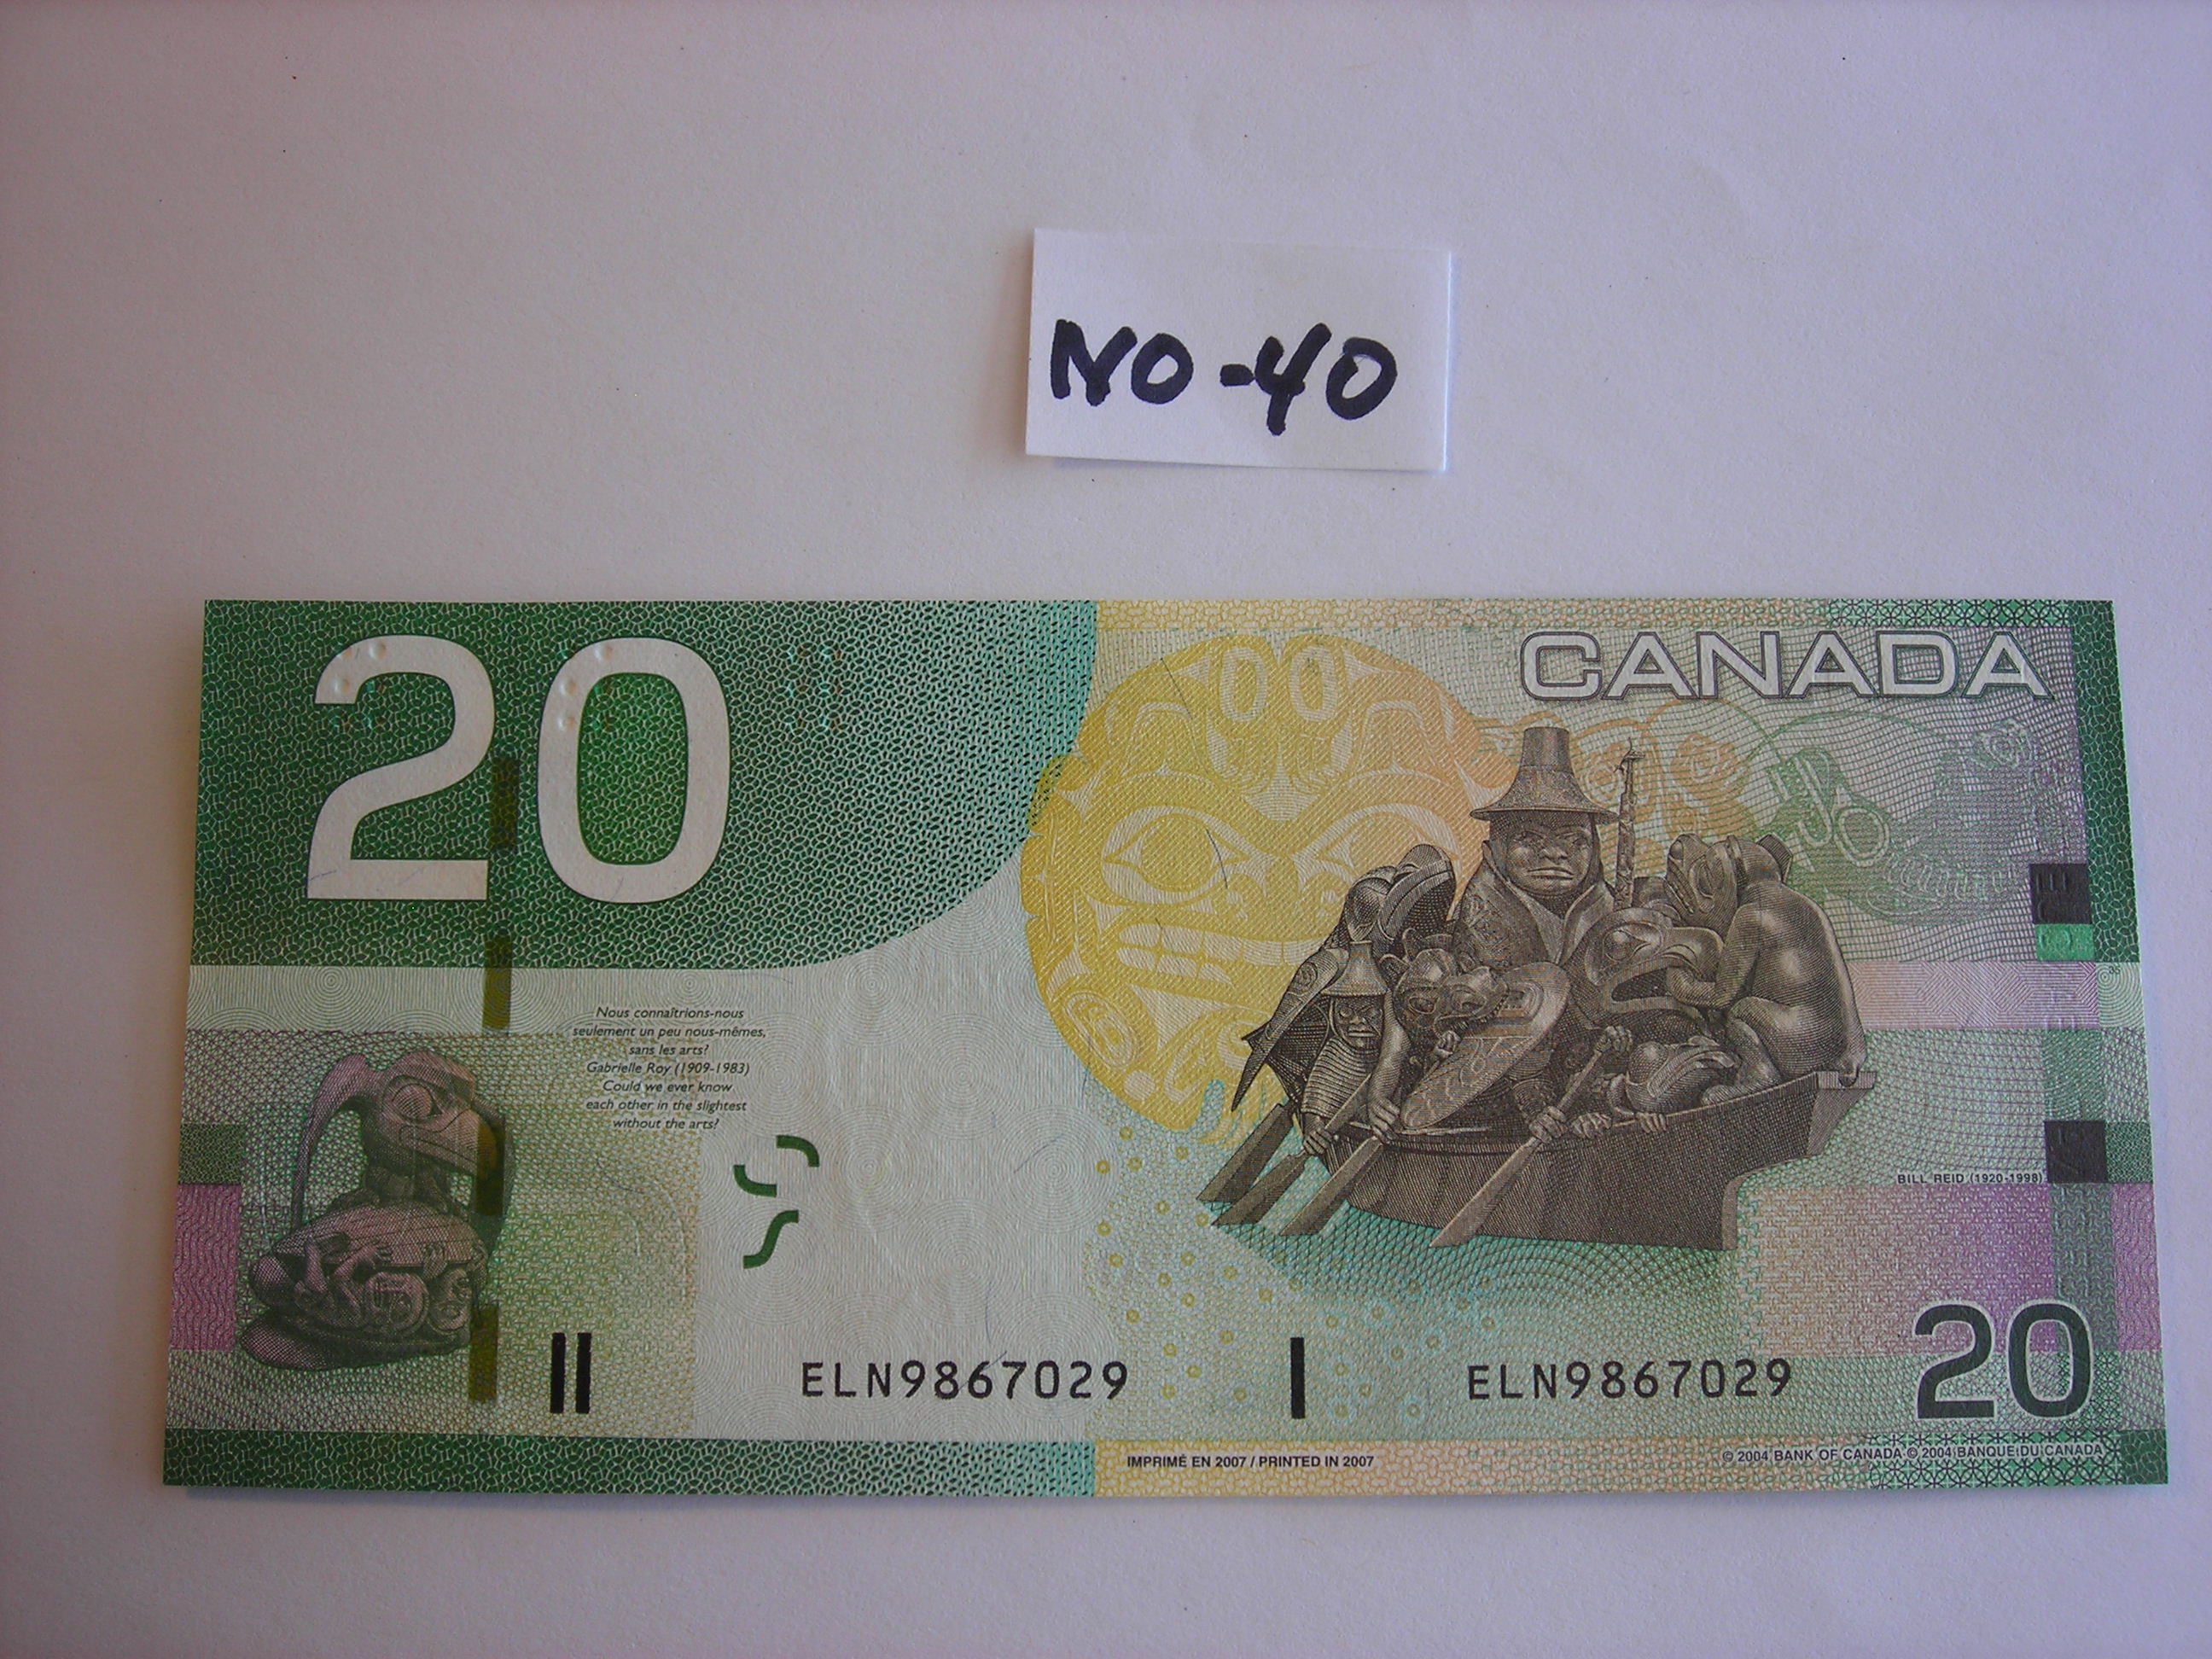 NO-40
20
CANADA
Nous connaîtrions-nous
seulement un peu nous-mêmes,
sans les arts?
Gabrielle Roy (1909-1983)
Could we ever know
each other in the slightest
without the arts?
BILL REID (1920-1998)
ELN9867029
ELN9867029
20
IMPRIMÉ EN 2007 / PRINTED IN 2007
© 2004 BANK OF CANADA © 2004 BANQUE DU CANADA